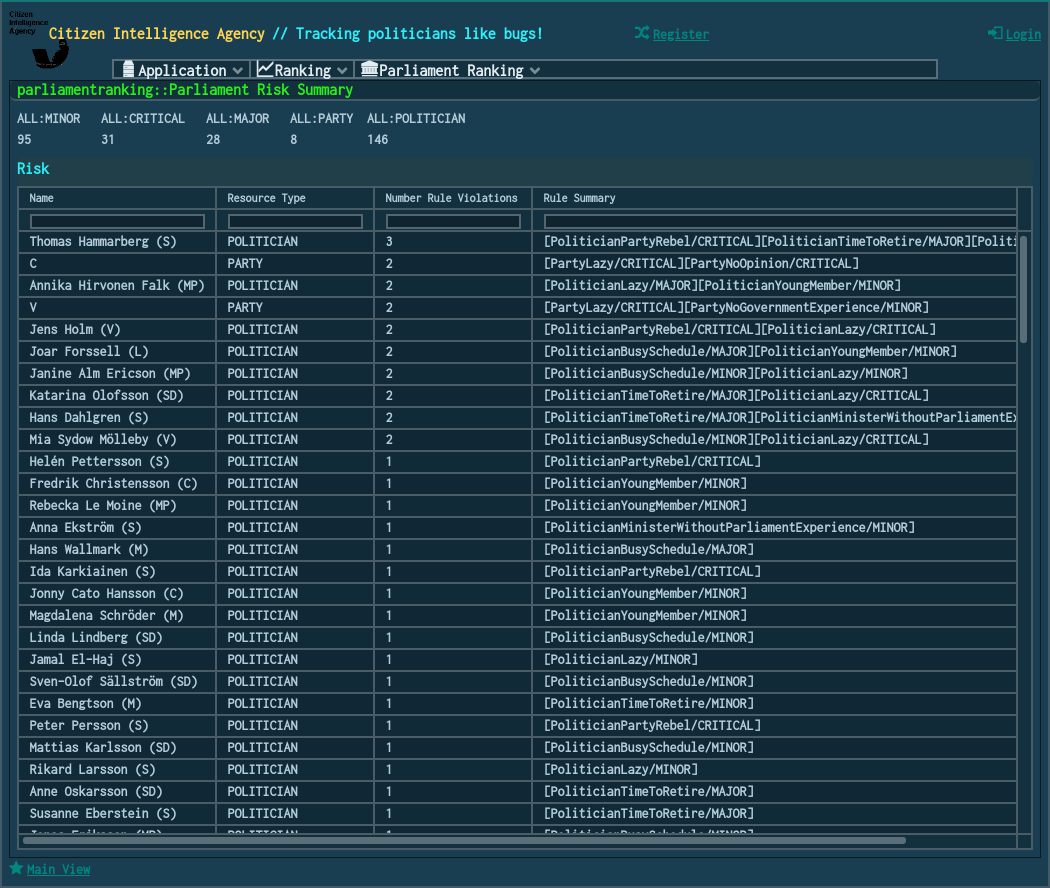 Citizen
Intelligence
Agency
Citizen Intelligence Agency // Tracking politicians like bugs!
Register
Login
Application
Ranking
Parliament Ranking
parliamentranking::Parliament Risk Summary
ALL:MINOR ALL:CRITICAL ALL:MAJOR ALL:PARTY ALL:POLITICIAN
95 31 28 8 146
Risk
Name Resource Type Number Rule Violations Rule Summary
Thomas Hammarberg (S) POLITICIAN 3 [PoliticianPartyRebel/CRITICAL][PoliticianTimeToRetire/MAJOR][Politi
C PARTY 2 [PartyLazy/CRITICAL][PartyNoOpinion/CRITICAL]
Annika Hirvonen Falk (MP) POLITICIAN 2 [PoliticianLazy/MAJOR][PoliticianYoungMember/MINOR]
V PARTY 2 [PartyLazy/CRITICAL][PartyNoGovernmentExperience/MINOR]
Jens Holm (V) POLITICIAN 2 [PoliticianPartyRebel/CRITICAL][PoliticianLazy/CRITICAL]
Joar Forssell (L) POLITICIAN 2 [PoliticianBusySchedule/MAJOR][PoliticianYoungMember/MINOR]
Janine Alm Ericson (MP) POLITICIAN 2 [PoliticianBusySchedule/MINOR][PoliticianLazy/MINOR]
Katarina Olofsson (SD) POLITICIAN 2 [PoliticianTimeToRetire/MAJOR][PoliticianLazy/CRITICAL]
Hans Dahlgren (S) POLITICIAN 2 [PoliticianTimeToRetire/MAJOR][PoliticianMinisterWithoutParliamentEx
Mia Sydow Mölleby (V) POLITICIAN 2 [PoliticianBusySchedule/MINOR][PoliticianLazy/CRITICAL]
Helén Pettersson (S) POLITICIAN 1 [PoliticianPartyRebel/CRITICAL]
Fredrik Christensson (C) POLITICIAN 1 [PoliticianYoungMember/MINOR]
Rebecka Le Moine (MP) POLITICIAN 1 [PoliticianYoungMember/MINOR]
Anna Ekström (S) POLITICIAN 1 [PoliticianMinisterWithoutParliamentExperience/MINOR]
Hans Wallmark (M) POLITICIAN 1 [PoliticianBusySchedule/MAJOR]
Ida Karkiainen (S) POLITICIAN 1 [PoliticianPartyRebel/CRITICAL]
Jonny Cato Hansson (C) POLITICIAN 1 [PoliticianYoungMember/MINOR]
Magdalena Schröder (M) POLITICIAN 1 [PoliticianYoungMember/MINOR]
Linda Lindberg (SD) POLITICIAN 1 [PoliticianBusySchedule/MINOR]
Jamal El-Haj (S) POLITICIAN 1 [PoliticianLazy/MINOR]
Sven-Olof Sällström (SD) POLITICIAN 1 [PoliticianBusySchedule/MINOR]
Eva Bengtson (M) POLITICIAN 1 [PoliticianTimeToRetire/MINOR]
Peter Persson (S) POLITICIAN 1 [PoliticianPartyRebel/CRITICAL]
Mattias Karlsson (SD) POLITICIAN 1 [PoliticianBusySchedule/MINOR]
Rikard Larsson (S) POLITICIAN 1 [PoliticianLazy/MINOR]
Anne Oskarsson (SD) POLITICIAN 1 [PoliticianTimeToRetire/MAJOR]
Susanne Eberstein (S) POLITICIAN 1 [PoliticianTimeToRetire/MAJOR]
POLITICIAN 1 [PoliticianBusySchedule/MINOR]
Main View